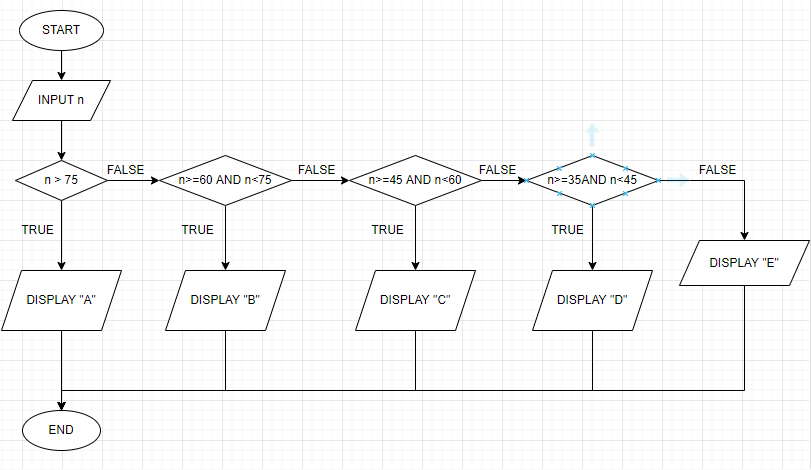 START
INPUT n
n > 75
FALSE
n>=60 AND n<75
FALSE
n>=45 AND n<60
FALSE
n>=35AND n<45
FALSE
TRUE
TRUE
TRUE
TRUE
DISPLAY "A"
DISPLAY "B"
DISPLAY "C"
DISPLAY "D"
DISPLAY "E"
END